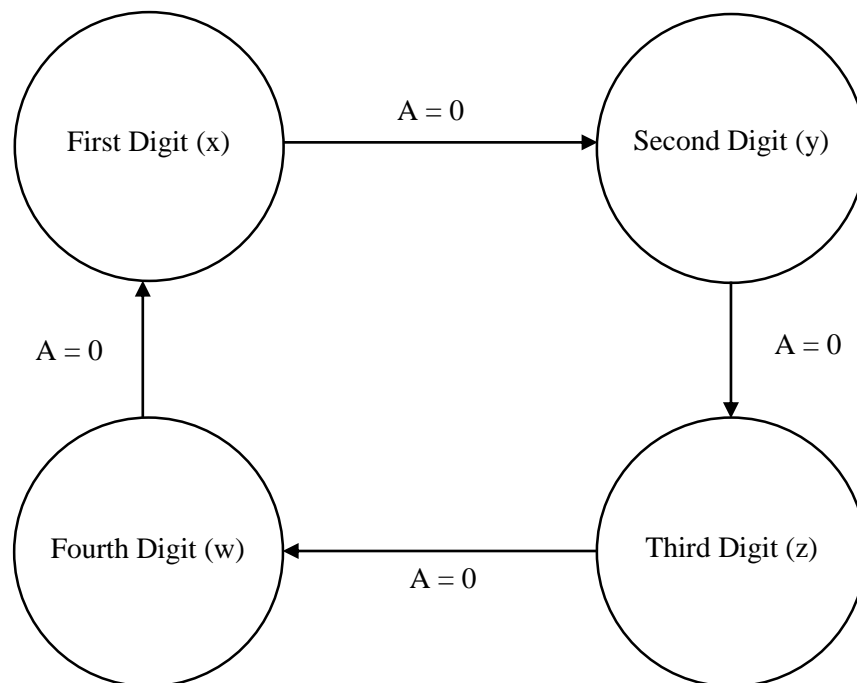 First Digit (x)
A = 0
Second Digit (y)
A = 0
A = 0
Fourth Digit (w)
A = 0
Third Digit (z)